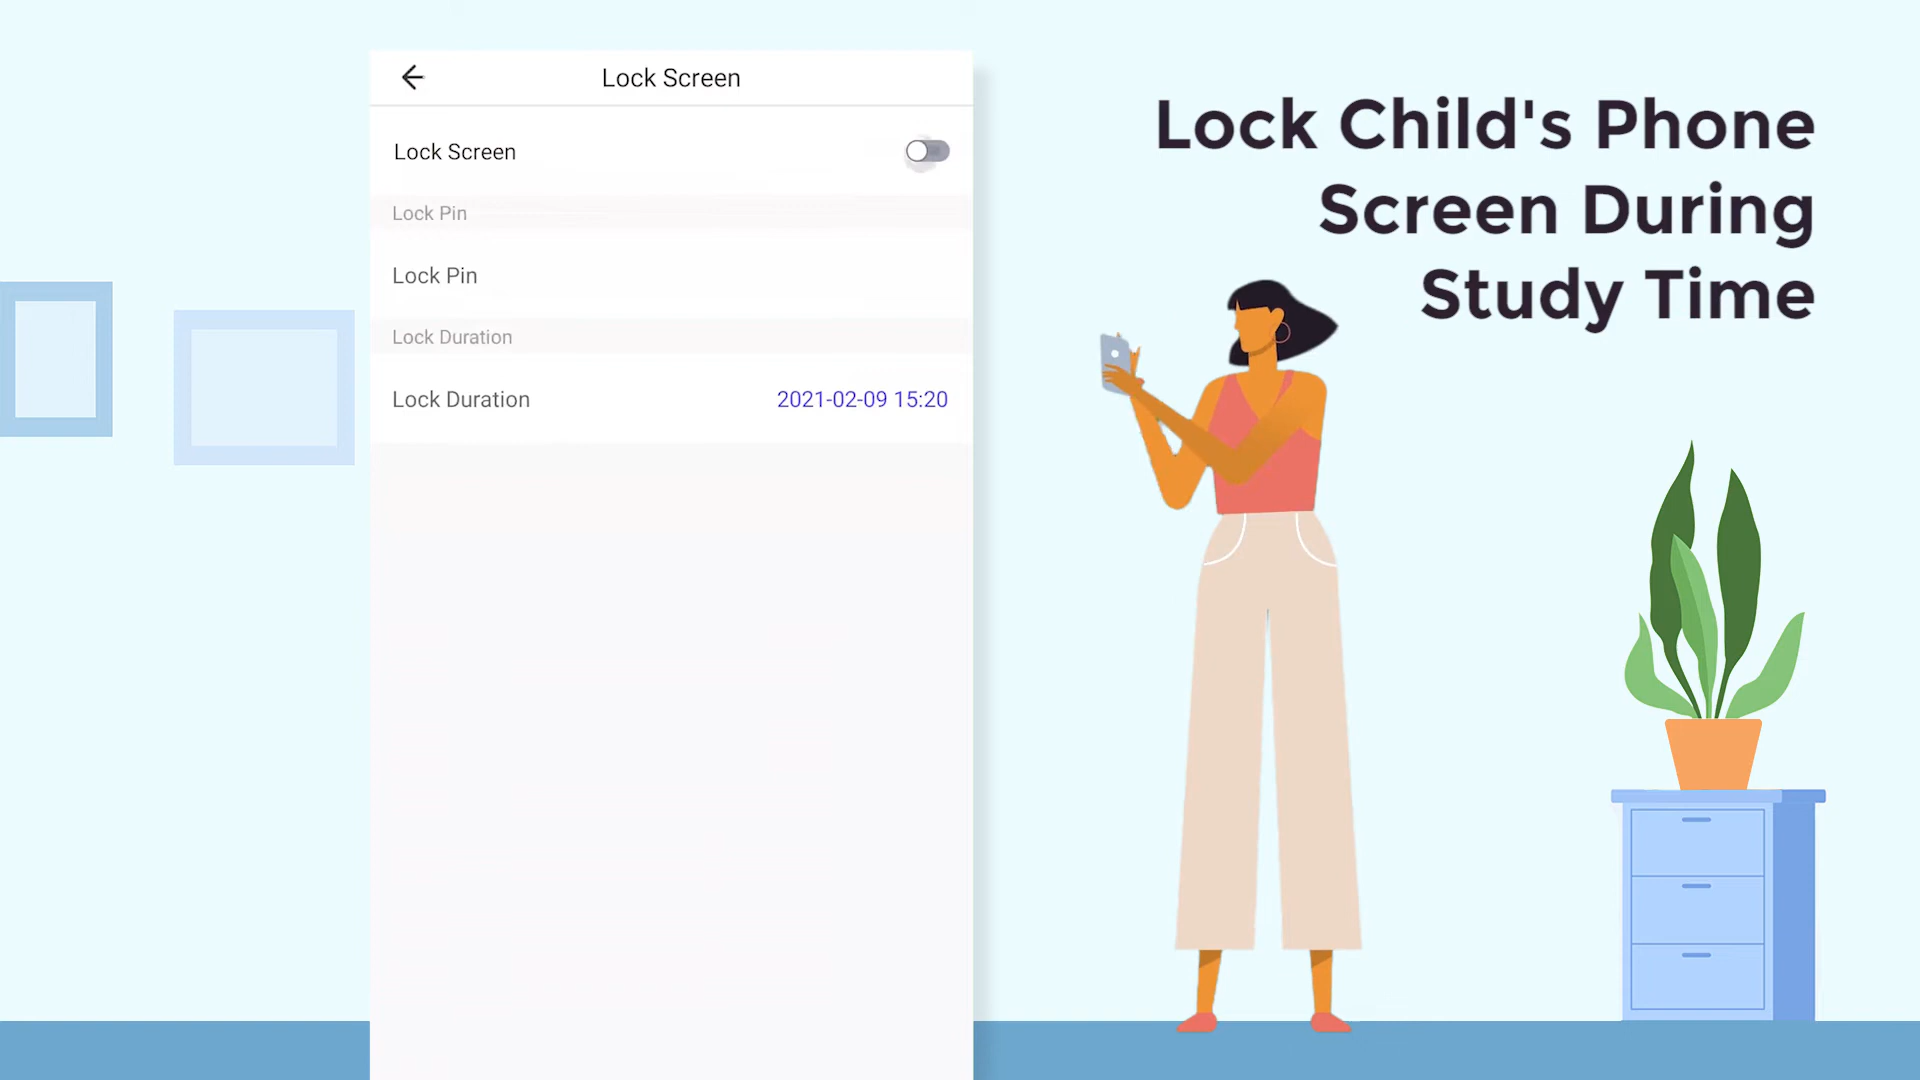 Lock Screen
Lock Screen
Lock Pin
Lock Pin
Lock Duration
Lock Duration 2021-02-09 15:20
Lock Child's Phone
Screen During
Study Time